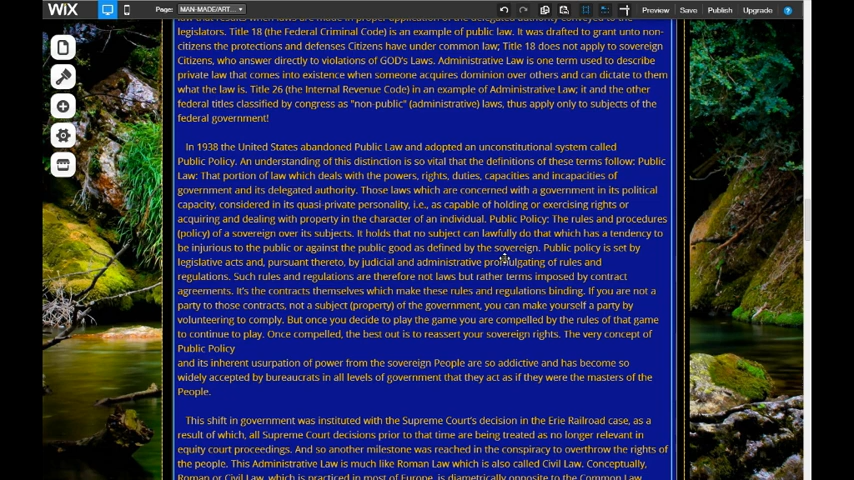 WiX
Page: MAN-MADE/ART...
Preview Save Publish Upgrade ?
law that results when laws are made in proper application of the delegated authority conveyed to the
legislators. Title 18 (the Federal Criminal Code) is an example of public law. It was drafted to grant unto non-
citizens the protections and defenses Citizens have under common law; Title 18 does not apply to sovereign
Citizens, who answer directly to violations of GOD's Laws. Administrative Law is one term used to describe
private law that comes into existence when someone acquires dominion over others and can dictate to them
what the law is. Title 26 (the Internal Revenue Code) in an example of Administrative Law; it and the other
federal titles classified by congress as "non-public" (administrative) laws, thus apply only to subjects of the
federal government!
In 1938 the United States abandoned Public Law and adopted an unconstitutional system called
Public Policy. An understanding of this distinction is so vital that the definitions of these terms follow: Public
Law: That portion of law which deals with the powers, rights, duties, capacities and incapacities of
government and its delegated authority. Those laws which are concerned with a government in its political
capacity, considered in its quasi-private personality, i.e., as capable of holding or exercising rights or
acquiring and dealing with property in the character of an individual. Public Policy: The rules and procedures
(policy) of a sovereign over its subjects. It holds that no subject can lawfully do that which has a tendency to
be injurious to the public or against the public good as defined by the sovereign. Public policy is set by
legislative acts and, pursuant thereto, by judicial and administrative promulgating of rules and
regulations. Such rules and regulations are therefore not laws but rather terms imposed by contract
agreements. It's the contracts themselves which make these rules and regulations binding. If you are not a
party to those contracts, not a subject (property) of the government, you can make yourself a party by
volunteering to comply. But once you decide to play the game you are compelled by the rules of that game
to continue to play. Once compelled, the best out is to reassert your sovereign rights. The very concept of
Public Policy
and its inherent usurpation of power from the sovereign People are so addictive and has become so
widely accepted by bureaucrats in all levels of government that they act as if they were the masters of the
People.
This shift in government was instituted with the Supreme Court's decision in the Erie Railroad case, as a
result of which, all Supreme Court decisions prior to that time are being treated as no longer relevant in
equity court proceedings. And so another milestone was reached in the conspiracy to overthrow the rights of
the people. This Administrative Law is much like Roman Law which is also called Civil Law. Conceptually,
Roman or Civil Law, which is practiced in most of Europe, is diametrically opposite to the Common Law